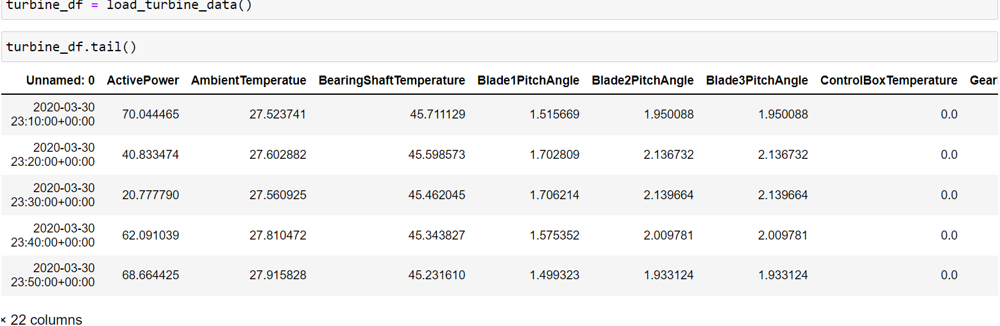 turbine_df = load_turbine_data()
turbine_df.tail()
Unnamed: 0 ActivePower AmbientTemperatue BearingShaftTemperature Blade1PitchAngle Blade2PitchAngle Blade3PitchAngle ControlBoxTemperature
2020-03-30
23:10:00+00:00 70.044465 27.523741 45.711129 1.515669 1.950088 1.950088 0.0
2020-03-30
23:20:00+00:00 40.833474 27.602882 45.598573 1.702809 2.136732 2.136732 0.0
2020-03-30
23:30:00+00:00 20.777790 27.560925 45.462045 1.706214 2.139664 2.139664 0.0
2020-03-30
23:40:00+00:00 62.091039 27.810472 45.343827 1.575352 2.009781 2.009781 0.0
2020-03-30
23:50:00+00:00 68.664425 27.915828 45.231610 1.499323 1.933124 1.933124 0.0
× 22 columns